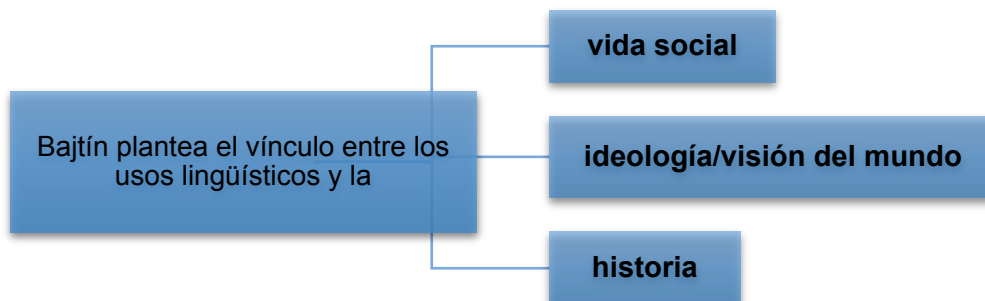 vida social
Bajtín plantea el vínculo entre los
usos lingüísticos y la
ideología/visión del mundo
historia